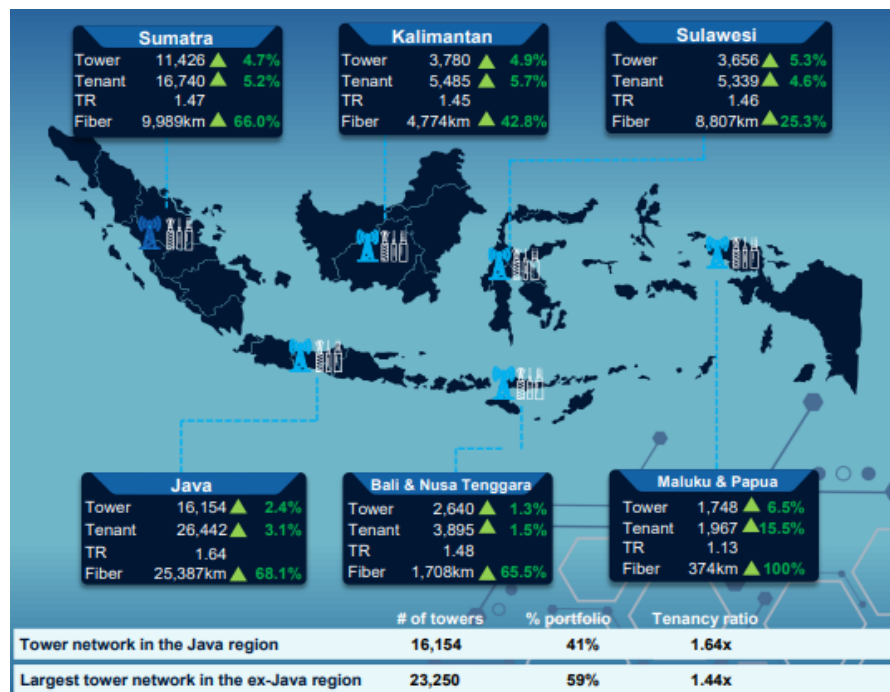 Sumatra
Tower 11,426 4.7%
Tenant 16,740 5.2%
TR 1.47
Fiber 9,989km 66.0%
Kalimantan
Tower 3,780 4.9%
Tenant 5,485 5.7%
TR 1.45
Fiber 4,774km 42.8%
Sulawesi
Tower 3,656 5.3%
Tenant 5,339 4.6%
TR 1.46
Fiber 8,807km 25.3%
Java
Tower 16,154 2.4%
Tenant 26,442 3.1%
TR 1.64
Fiber 25,387km 68.1%
Bali & Nusa Tenggara
Tower 2,640 1.3%
Tenant 3,895 1.5%
TR 1.48
Fiber 1,708km 65.5%
Maluku & Papua
Tower 1,748 6.5%
Tenant 1,967 15.5%
TR 1.13
Fiber 374km 100%
# of towers % portfolio Tenancy ratio
Tower network in the Java region 16,154 41% 1.64x
Largest tower network in the ex-Java region 23,250 59% 1.44x